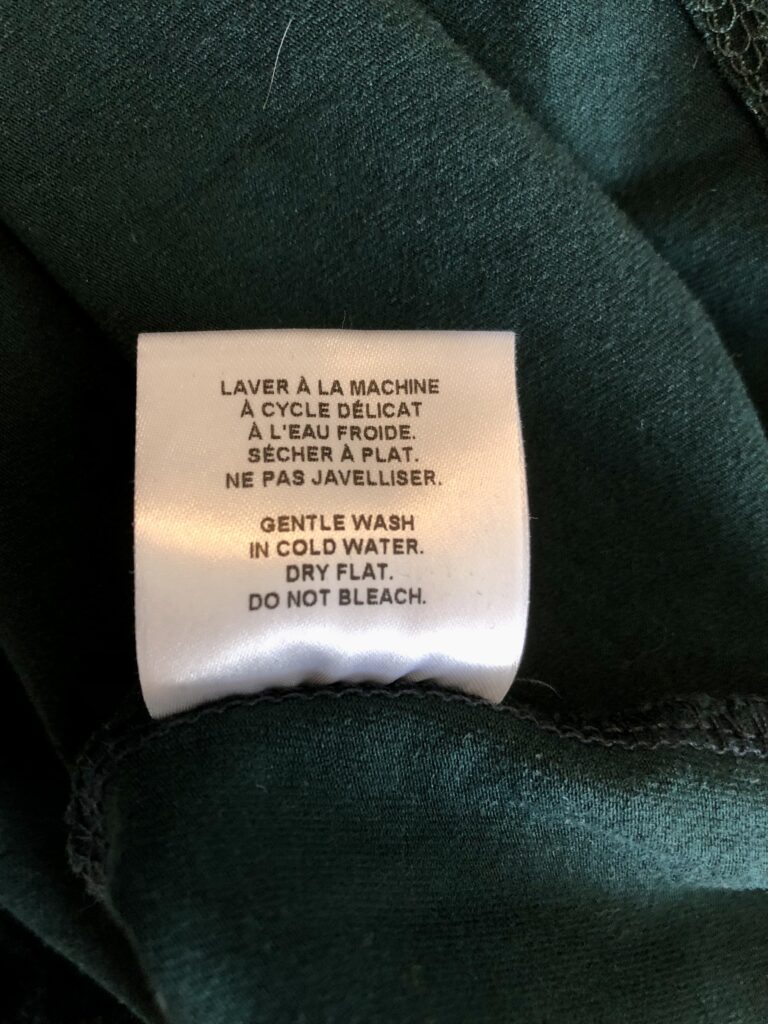 LAVER À LA MACHINE
À CYCLE DÉLICAT
À L'EAU FROIDE.
SÉCHER À PLAT.
NE PAS JAVELLISER.
GENTLE WASH
IN COLD WATER.
DRY FLAT.
DO NOT BLEACH.